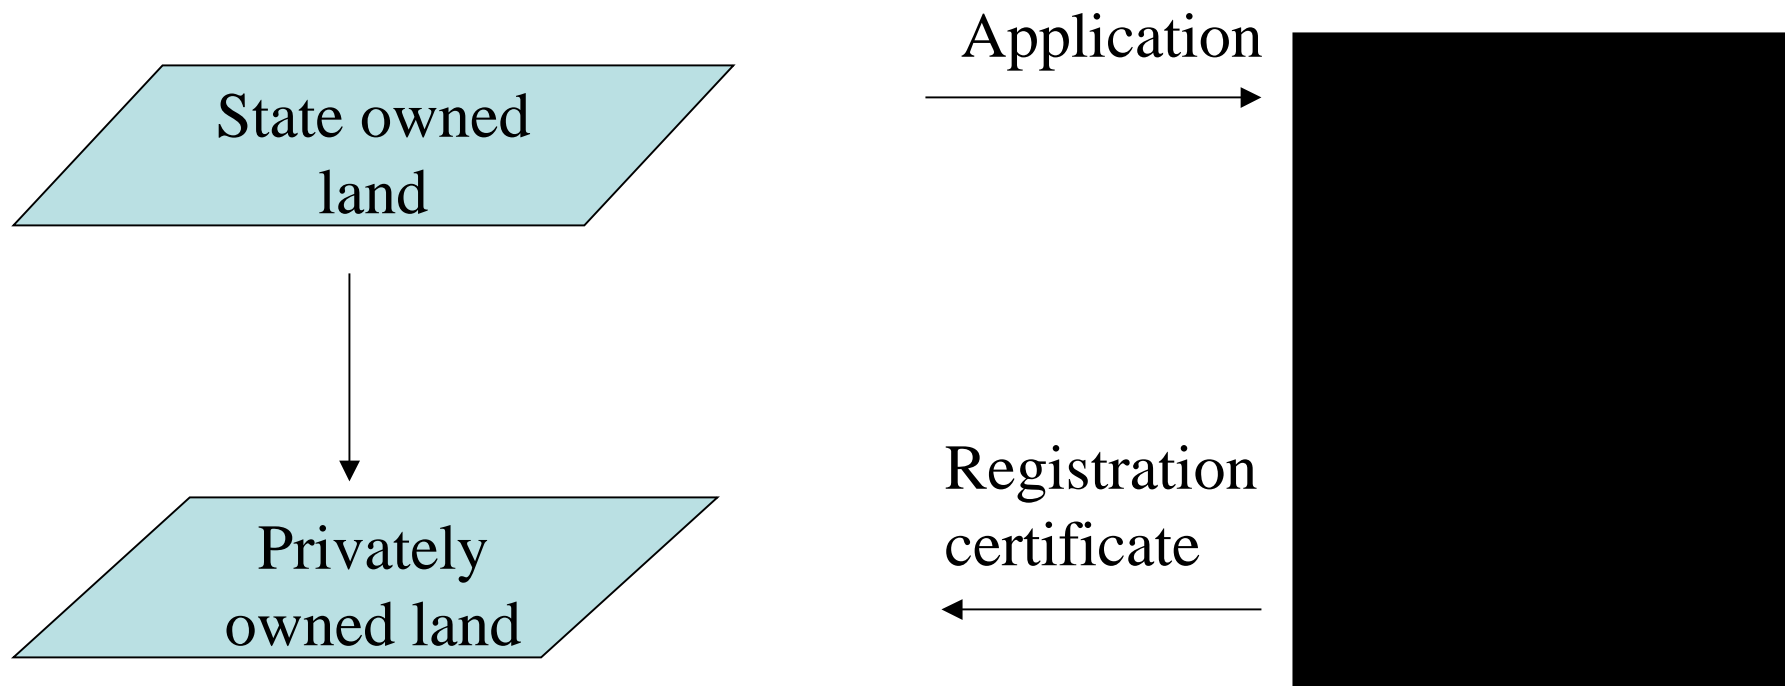 State owned
land
Privately
owned land
Application
Registration
certificate